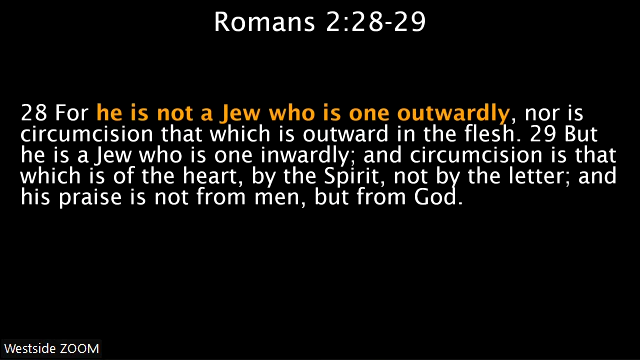 Romans 2:28-29
28 For he is not a Jew who is one outwardly, nor is
circumcision that which is outward in the flesh. 29 But
he is a Jew who is one inwardly; and circumcision is that
which is of the heart, by the Spirit, not by the letter; and
his praise is not from men, but from God.
Westside ZOOM